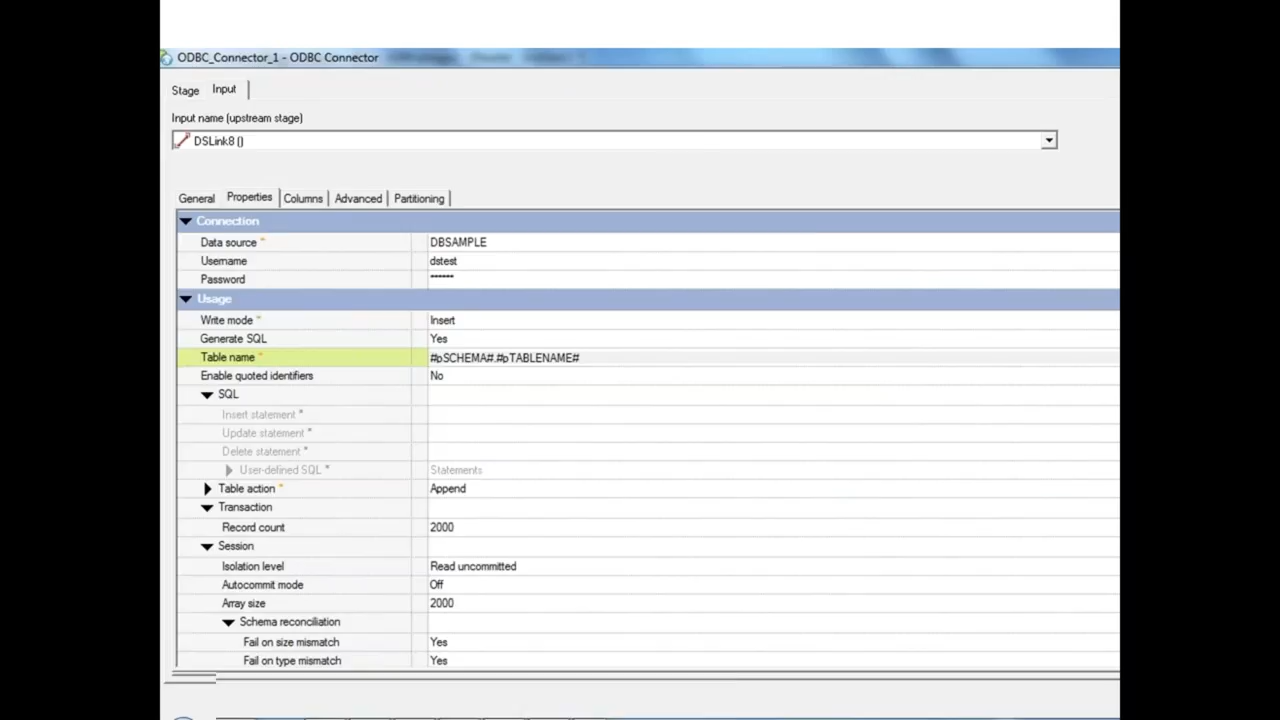 ODBC_Connector_1 - ODBC Connector
Stage Input
Input name (upstream stage)
DSLink8 ()
General Properties Columns Advanced Partitioning
Connection
Data source * DBSAMPLE
Username dstest
Password ******
Usage
Write mode * Insert
Generate SQL Yes
Table name * #pSCHEMA#.#pTABLENAME#
Enable quoted identifiers No
SQL
Insert statement *
Update statement *
Delete statement *
User-defined SQL * Statements
Table action * Append
Transaction
Record count 2000
Session
Isolation level Read uncommitted
Autocommit mode Off
Array size 2000
Schema reconciliation
Fail on size mismatch Yes
Fail on type mismatch Yes